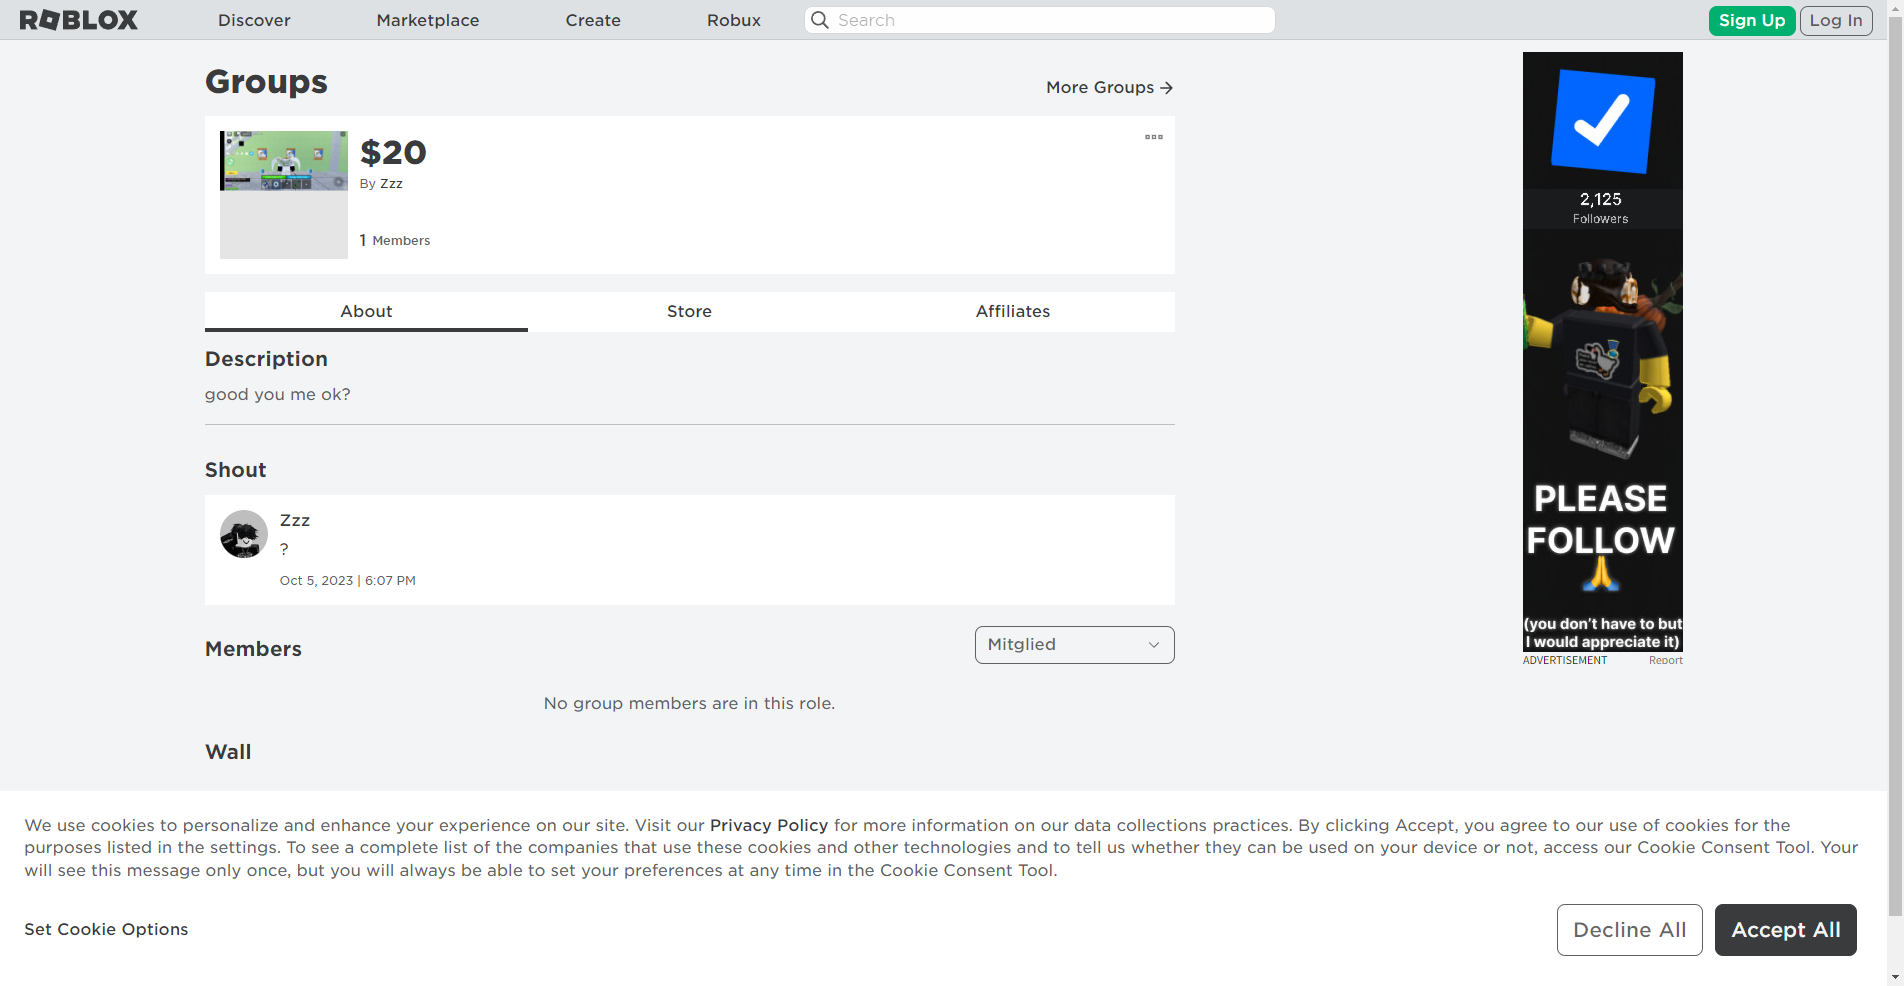 ROBLOX
Discover
Marketplace
Create
Robux
Search
Sign Up
Log In
Groups
More Groups →
$20
By Zzz
1 Members
About
Store
Affiliates
Description
good you me ok?
Shout
Zzz
?
Oct 5, 2023 | 6:07 PM
Members
Mitglied
No group members are in this role.
Wall
2,125
Followers
PLEASE
FOLLOW
🙏
(you don't have to but
I would appreciate it)
ADVERTISEMENT
Report
We use cookies to personalize and enhance your experience on our site. Visit our Privacy Policy for more information on our data collections practices. By clicking Accept, you agree to our use of cookies for the
purposes listed in the settings. To see a complete list of the companies that use these cookies and other technologies and to tell us whether they can be used on your device or not, access our Cookie Consent Tool. Your
will see this message only once, but you will always be able to set your preferences at any time in the Cookie Consent Tool.
Set Cookie Options
Decline All
Accept All